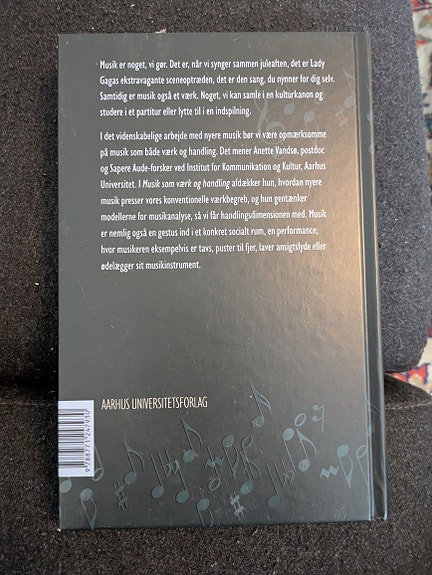 Musik er noget, vi gør. Det er, når vi synger sammen juleaften, det er Lady
Gagas ekstravagante sceneoptræden, det er den sang, du nynner for dig selv.
Samtidig er musik også et værk. Noget, vi kan samle i en kulturkanon og
studere i et partitur eller lytte til i en indspilning.
I det videnskabelige arbejde med nyere musik bør vi være opmærksomme
på musik som både værk og handling. Det mener Anette Vandsø, postdoc
og Sapere Aude-forsker ved Institut for Kommunikation og Kultur, Aarhus
Universitet. I Musik som værk og handling afdækker hun, hvordan nyere
musik presser vores konventionelle værkbegreb, og hun gentænker
modellerne for musikanalyse, så vi får handlingsdimensionen med. Musik
er nemlig også en gestus ind i et konkret socialt rum, en performance,
hvor musikeren eksempelvis er tavs, puster til fjer, laver ansigtslyde eller
ødelægger sit musikinstrument.
AARHUS UNIVERSITETSFORLAG
9 788771 247930